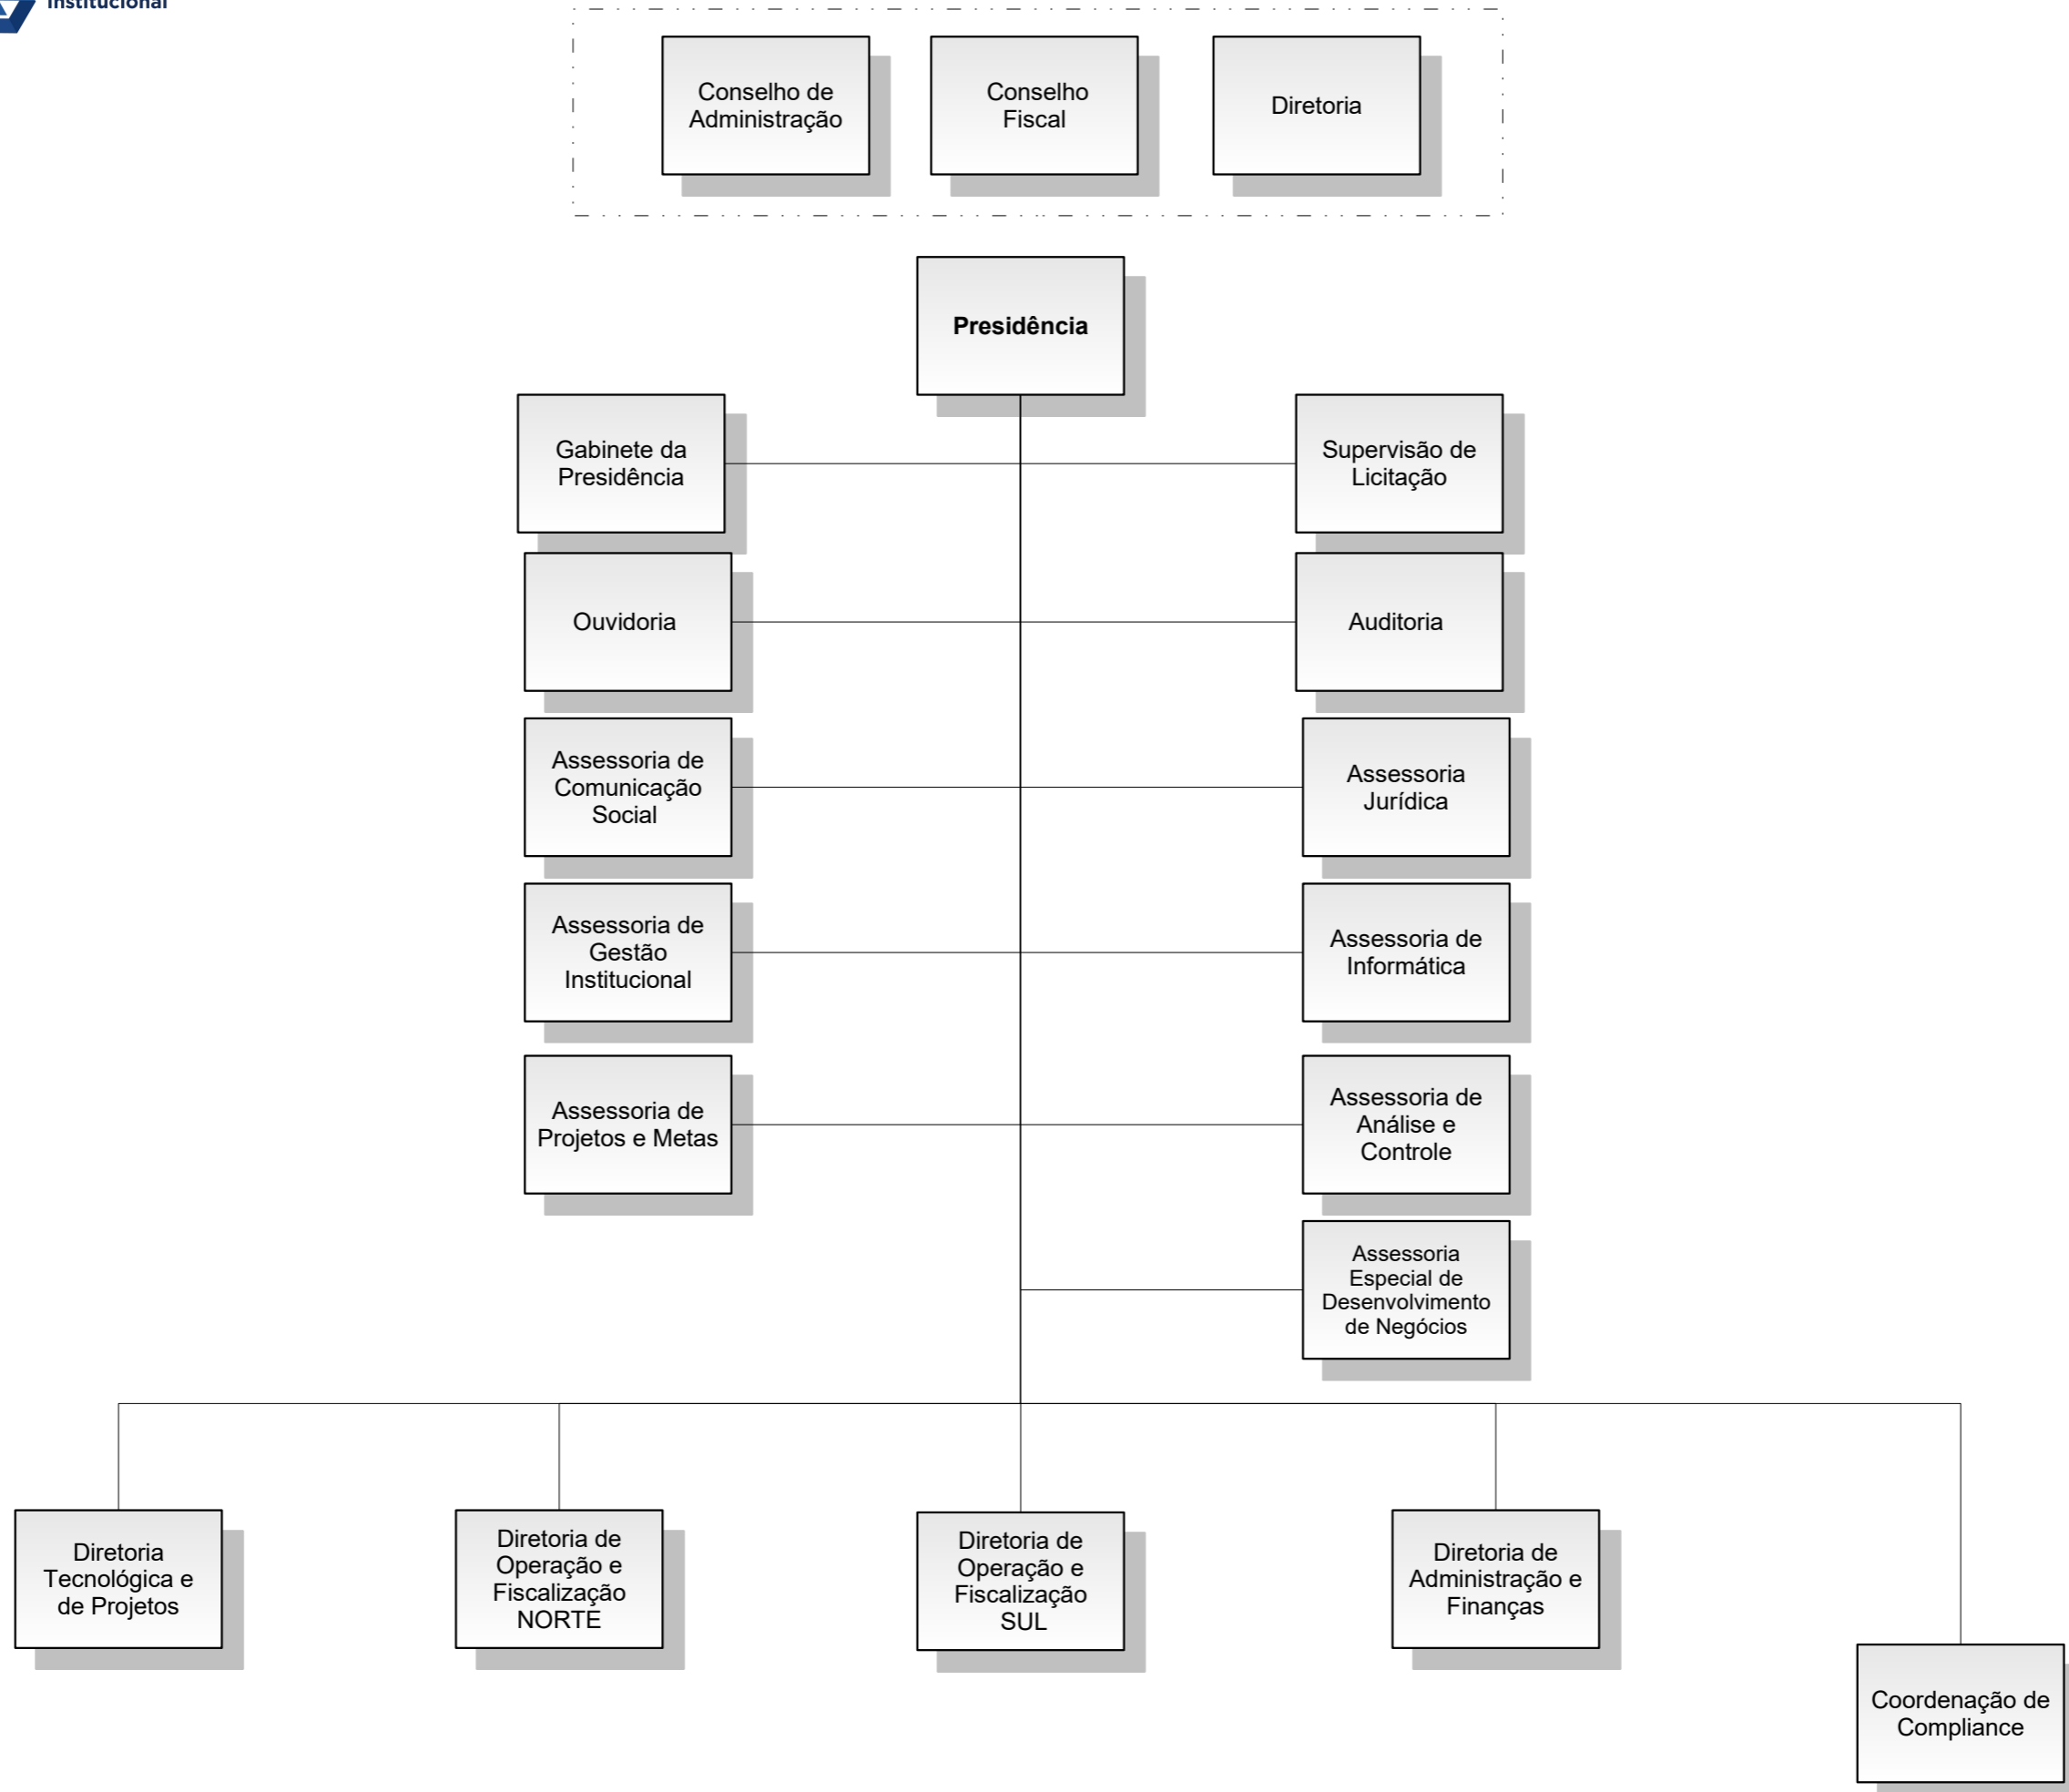 Institucional
Conselho de
Administração
Conselho
Fiscal
Diretoria
Presidência
Gabinete da
Presidência
Supervisão de
Licitação
Ouvidoria
Auditoria
Assessoria de
Comunicação
Social
Assessoria
Jurídica
Assessoria de
Gestão
Institucional
Assessoria de
Informática
Assessoria de
Projetos e Metas
Assessoria de
Análise e
Controle
Assessoria
Especial de
Desenvolvimento
de Negócios
Diretoria
Tecnológica e
de Projetos
Diretoria de
Operação e
Fiscalização
NORTE
Diretoria de
Operação e
Fiscalização
SUL
Diretoria de
Administração e
Finanças
Coordenação de
Compliance